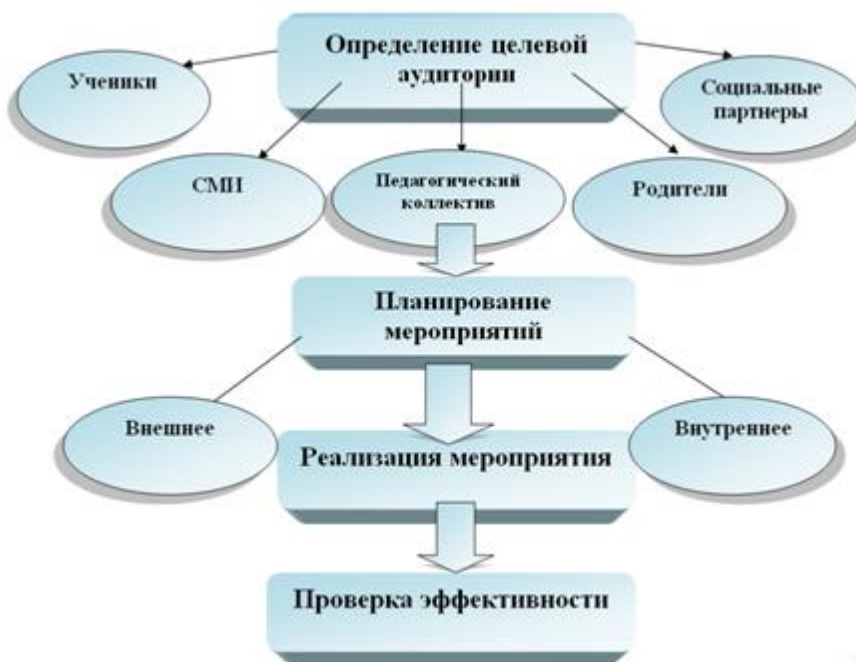 Определение целевой
аудитории
Ученики
Социальные
партнеры
СМИ
Педагогический
коллектив
Родители
Планирование
мероприятий
Внешнее
Внутреннее
Реализация мероприятия
Проверка эффективности